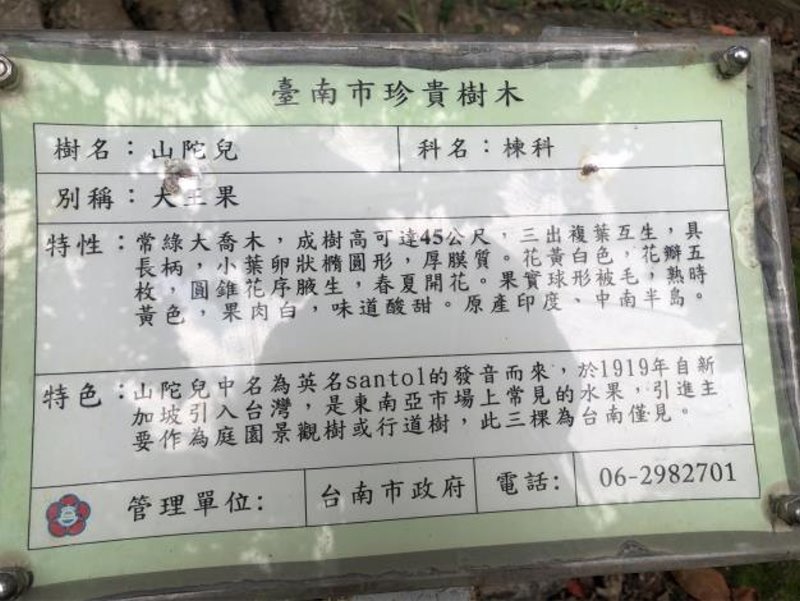 臺南市珍貴樹木
樹名：山陀兒
科名：楝科
別稱：大王果
特性：常綠大喬木，成樹高可達45公尺，三出複葉互生，具
長柄，小葉卵狀橢圓形，厚膜質。花黃白色，花瓣五
枚，圓錐花序腋生，春夏開花。果實球形被毛，熟時
黃色，果肉白，味道酸甜。原產印度、中南半島。
特色：山陀兒中名為英名santol的發音而來，於1919年自新
加坡引入台灣，是東南亞市場上常見的水果，引進主
要作為庭園景觀樹或行道樹，此三棵為台南僅見。
管理單位:
台南市政府
電話:
06-2982701